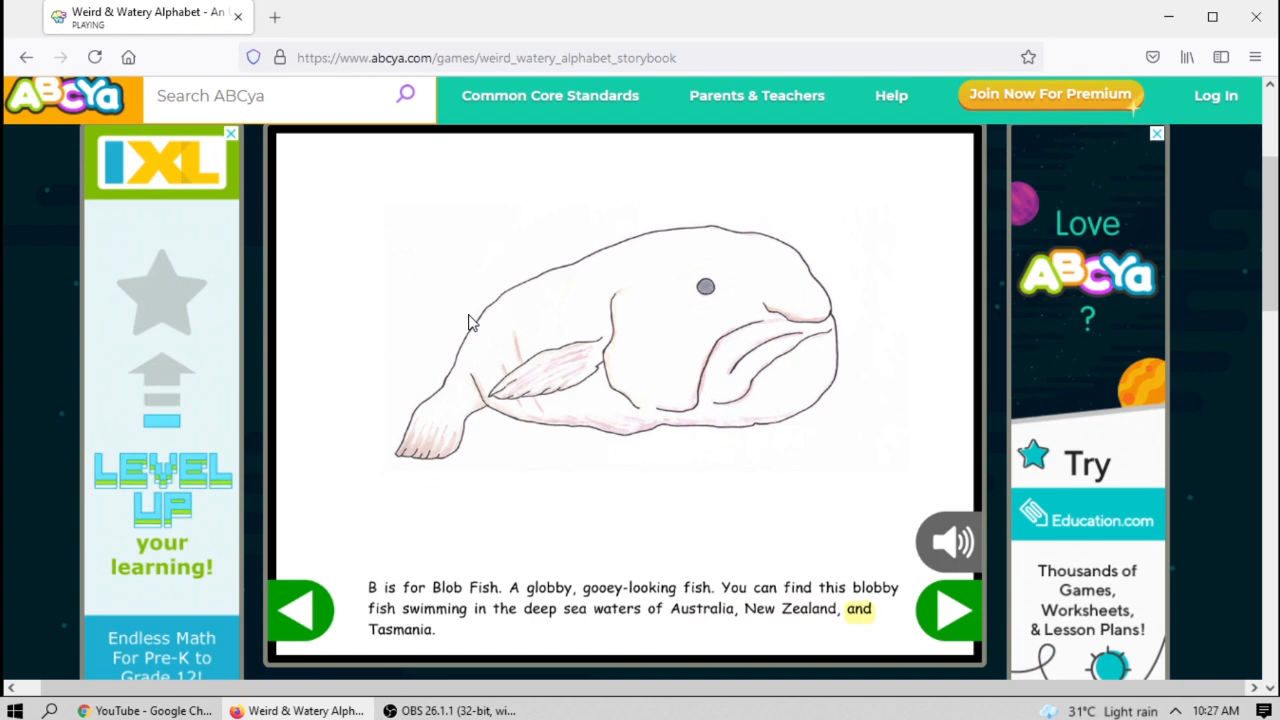 Weird & Watery Alphabet - An I
PLAYING
https://www.abcya.com/games/weird_watery_alphabet_storybook
ABCYa
Search ABCya
Common Core Standards
Parents & Teachers
Help
Join Now For Premium
Log In
IXL
LEVEL
UP
your
learning!
Endless Math
For Pre-K to
Grade 12!
B is for Blob Fish. A globby, gooey-looking fish. You can find this blobby
fish swimming in the deep sea waters of Australia, New Zealand, and
Tasmania.
Love
ABCYa
?
Try
Education.com
Thousands of
Games,
Worksheets,
& Lesson Plans!
YouTube - Google Ch...
Weird & Watery Alph...
OBS 26.1.1 (32-bit, wi...
31°C Light rain
10:27 AM